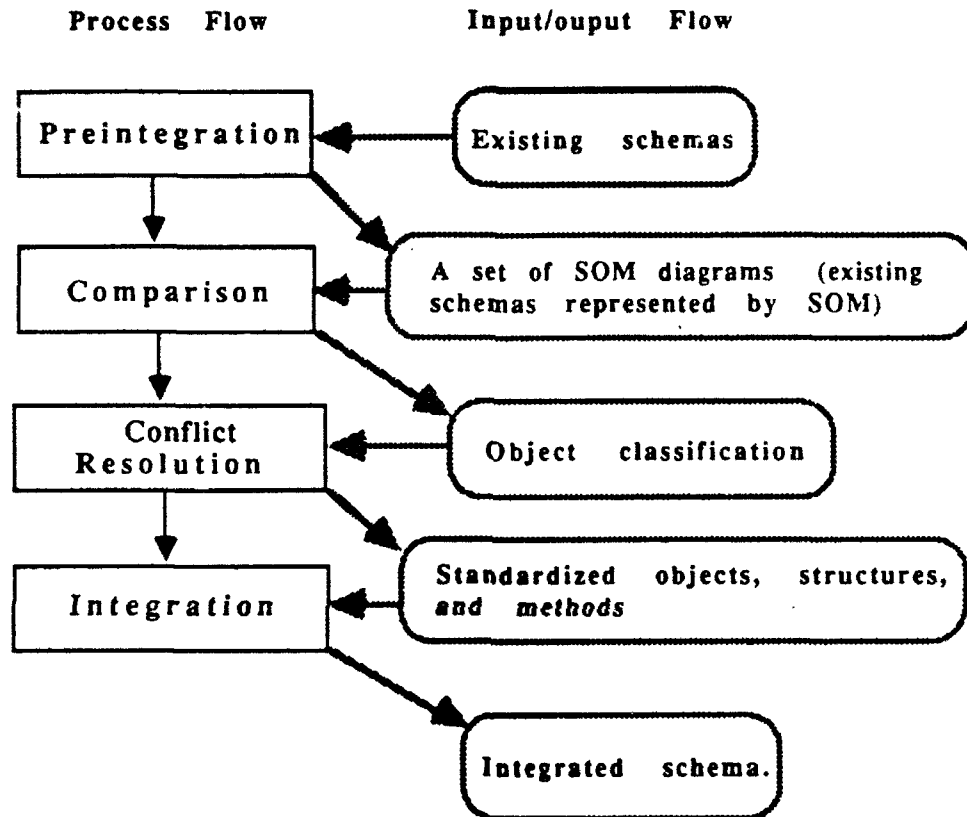 Process Flow
Input/ouput Flow
Preintegration
Existing schemas
A set of SOM diagrams (existing
schemas represented by SOM)
Comparison
Conflict
Resolution
Object classification
Standardized objects, structures,
and methods
Integration
Integrated schema.